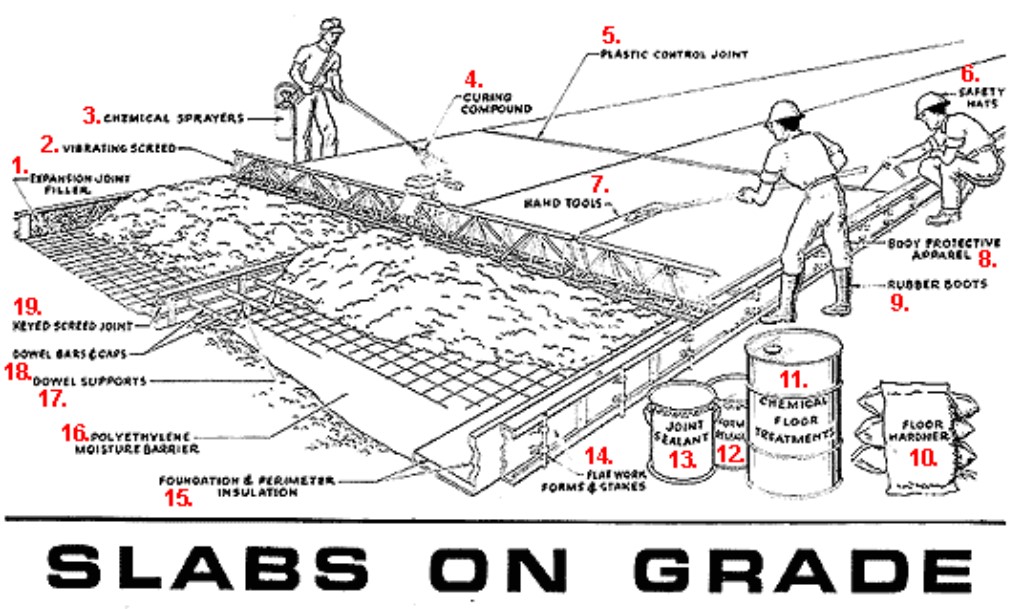 5.
PLASTIC CONTROL JOINT
4.
CURING
COMPOUND
6.
SAFETY
HATS
3. CHEMICAL SPRAYERS
2. VIBRATING SCREED
1.
EXPANSION JOINT
FILLER
7.
HAND TOOLS
BODY PROTECTIVE
APPAREL 8.
RUBBER BOOTS
9.
19.
KEYED SCREED JOINT
DOWEL BARS & CAPS
18. DOWEL SUPPORTS
17.
16. POLYETHYLENE
MOISTURE BARRIER
FOUNDATION & PERIMETER
INSULATION
15.
14.
FLATWORK
FORMS & STAKES
JOINT
SEALANT
13.
FORM
RELEASE
12.
11.
CHEMICAL
FLOOR
TREATMENTS
FLOOR
HARDNER
10.
SLABS ON GRADE